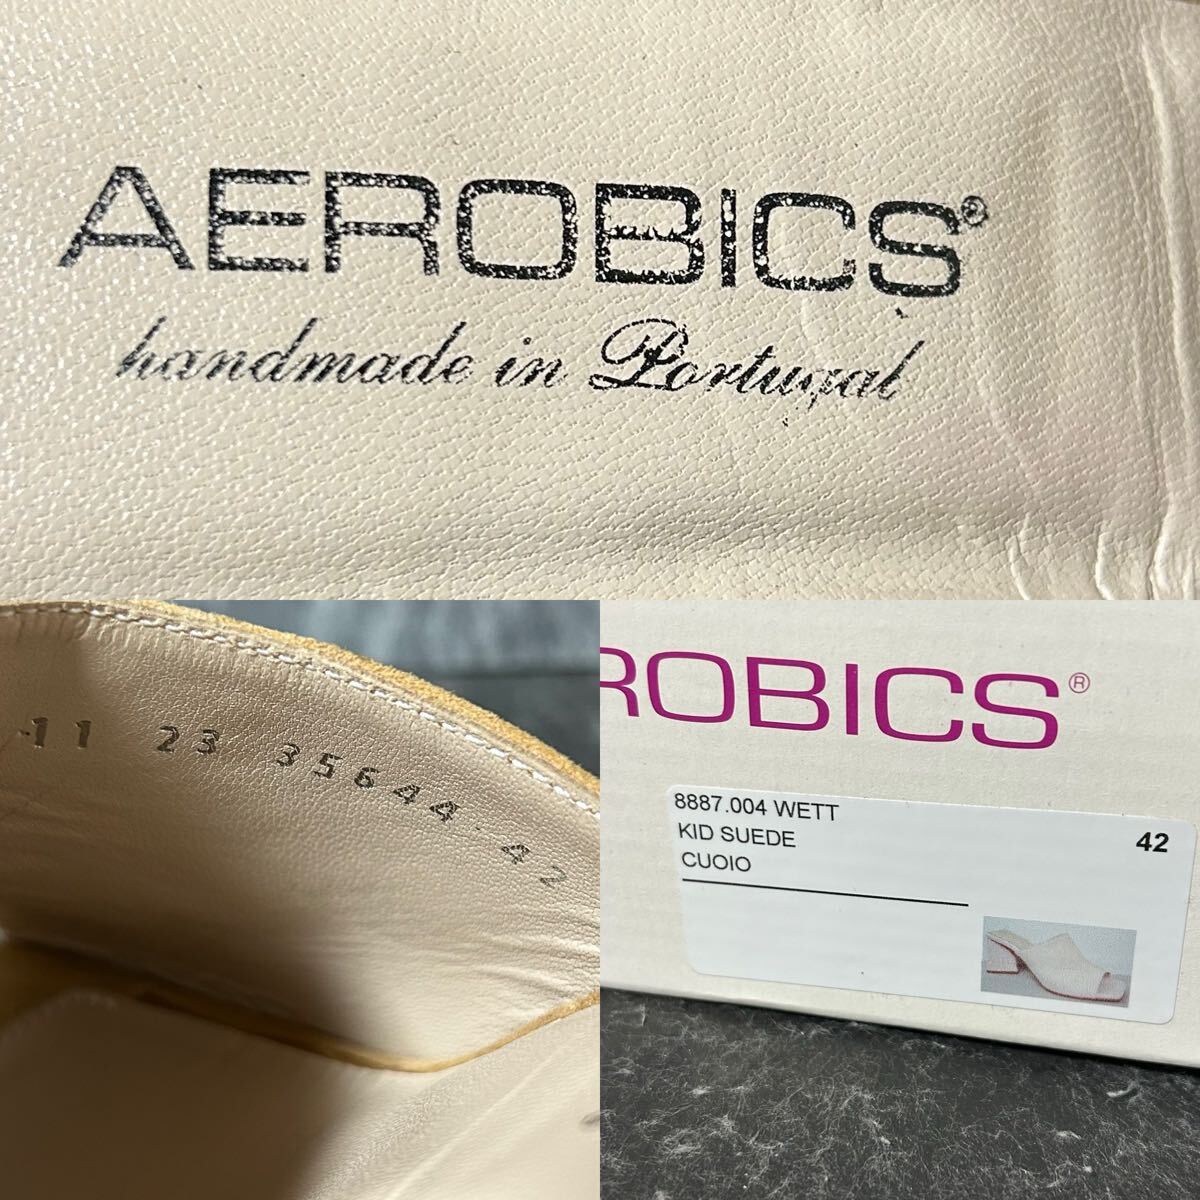 AEROBICS®
handmade in Portugal
11 23 35644 42
ROBICS®
8887.004 WETT
KID SUEDE
42
CUOIO